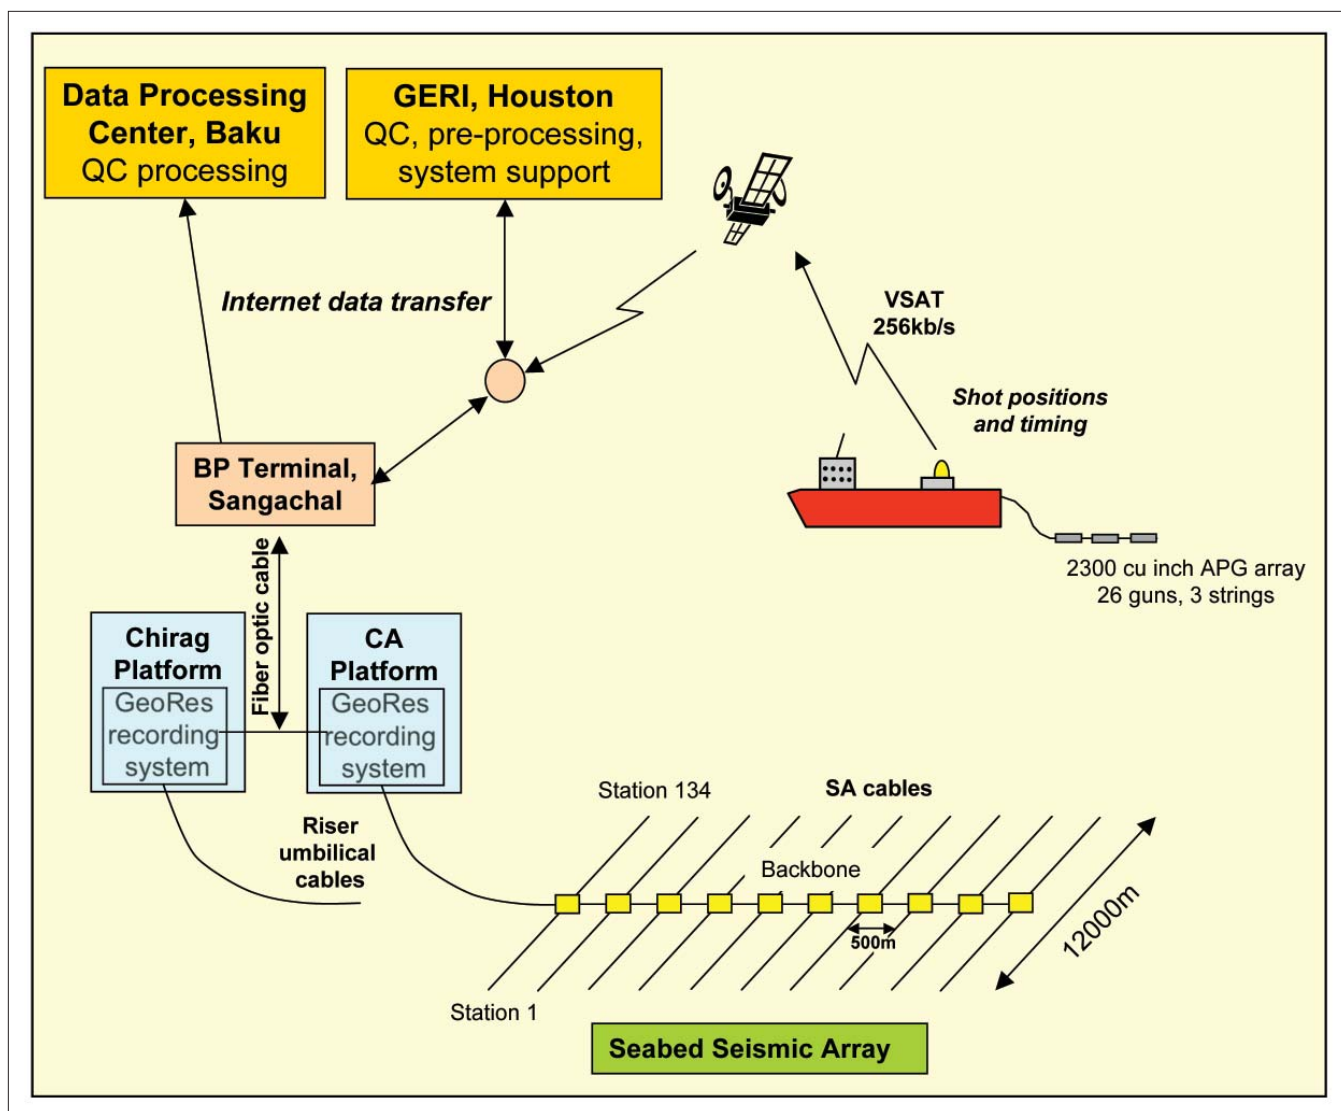 Data Processing
Center, Baku
QC processing
GERI, Houston
QC, pre-processing,
system support
Internet data transfer
VSAT
256kb/s
Shot positions
and timing
BP Terminal,
Sangachal
2300 cu inch APG array
26 guns, 3 strings
Fiber optic cable
Chirag
Platform
GeoRes
recording
system
CA
Platform
GeoRes
recording
system
Riser
umbilical
cables
Station 134
SA cables
Backbone
500m
12000m
Station 1
Seabed Seismic Array